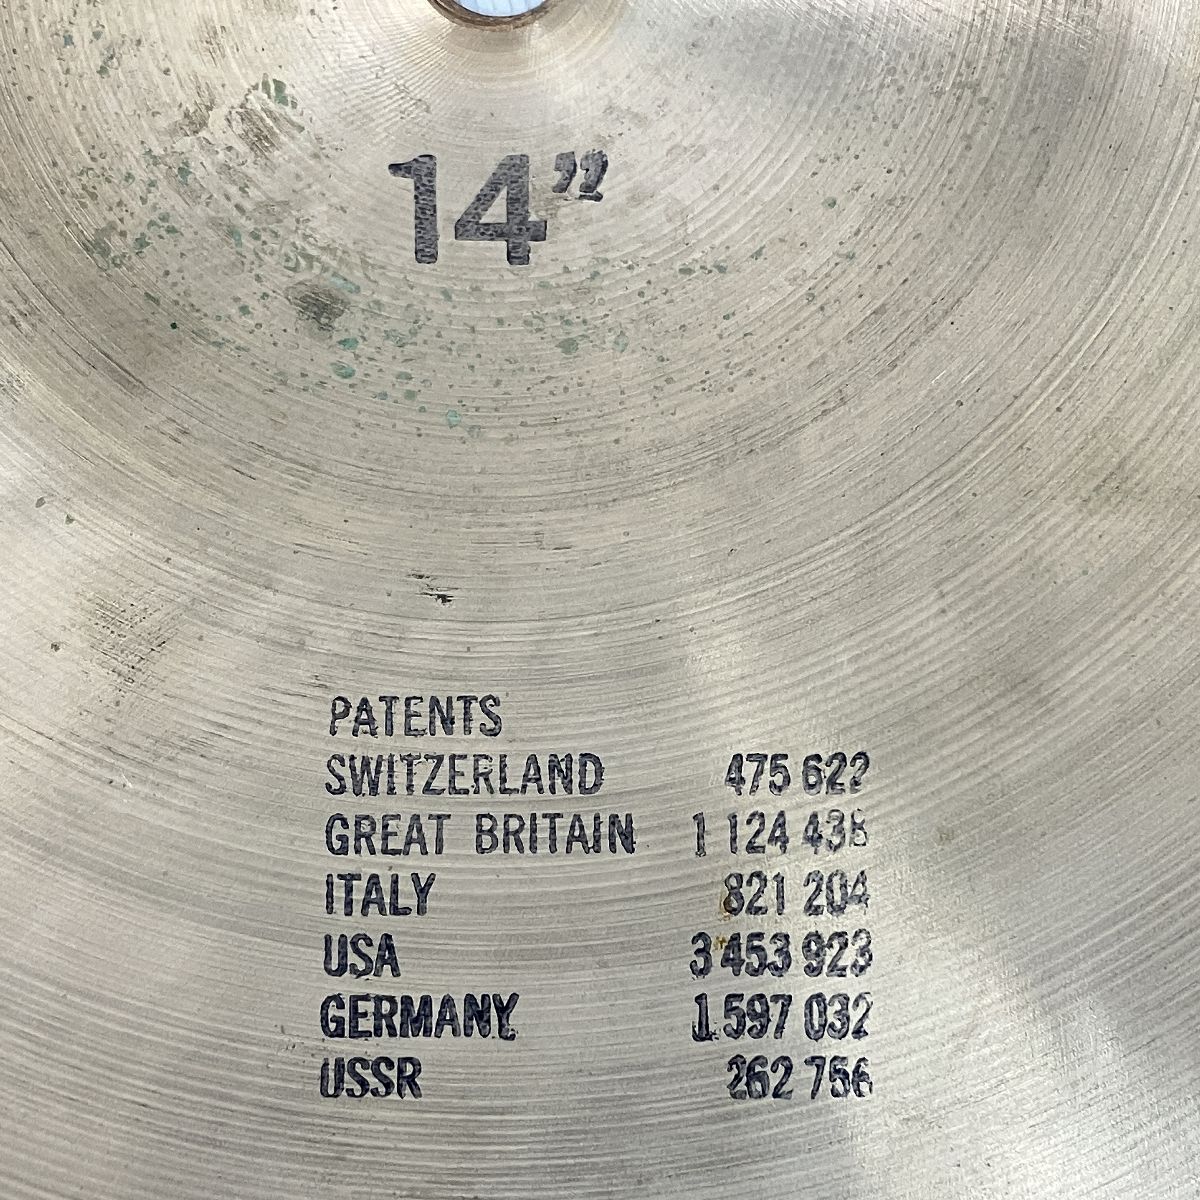 14”
PATENTS
SWITZERLAND 475 622
GREAT BRITAIN 1 124 438
ITALY 821 204
USA 3 453 923
GERMANY 1 597 032
USSR 262 756